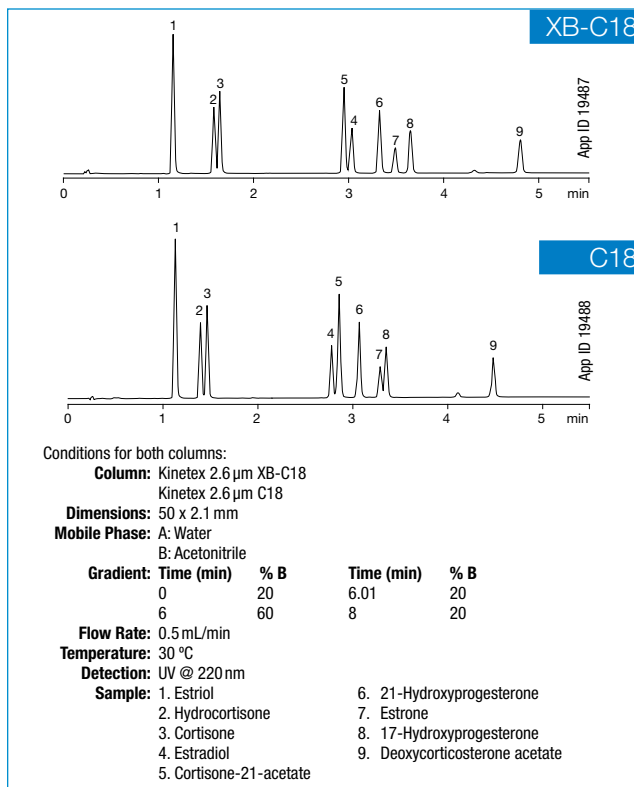 XB-C18
1
2
3
5
4
6
7
8
9
App ID 19487
0 1 2 3 4 5 min
C18
1
2
3
4
5
6
7
8
9
App ID 19488
0 1 2 3 4 5 min
Conditions for both columns:
Column: Kinetex 2.6 µm XB-C18
Kinetex 2.6 µm C18
Dimensions: 50 x 2.1 mm
Mobile Phase: A: Water
B: Acetonitrile
Gradient: Time (min) % B Time (min) % B
0 20 6.01 20
6 60 8 20
Flow Rate: 0.5 mL/min
Temperature: 30 ºC
Detection: UV @ 220 nm
Sample: 1. Estriol 6. 21-Hydroxyprogesterone
2. Hydrocortisone 7. Estrone
3. Cortisone 8. 17-Hydroxyprogesterone
4. Estradiol 9. Deoxycorticosterone acetate
5. Cortisone-21-acetate